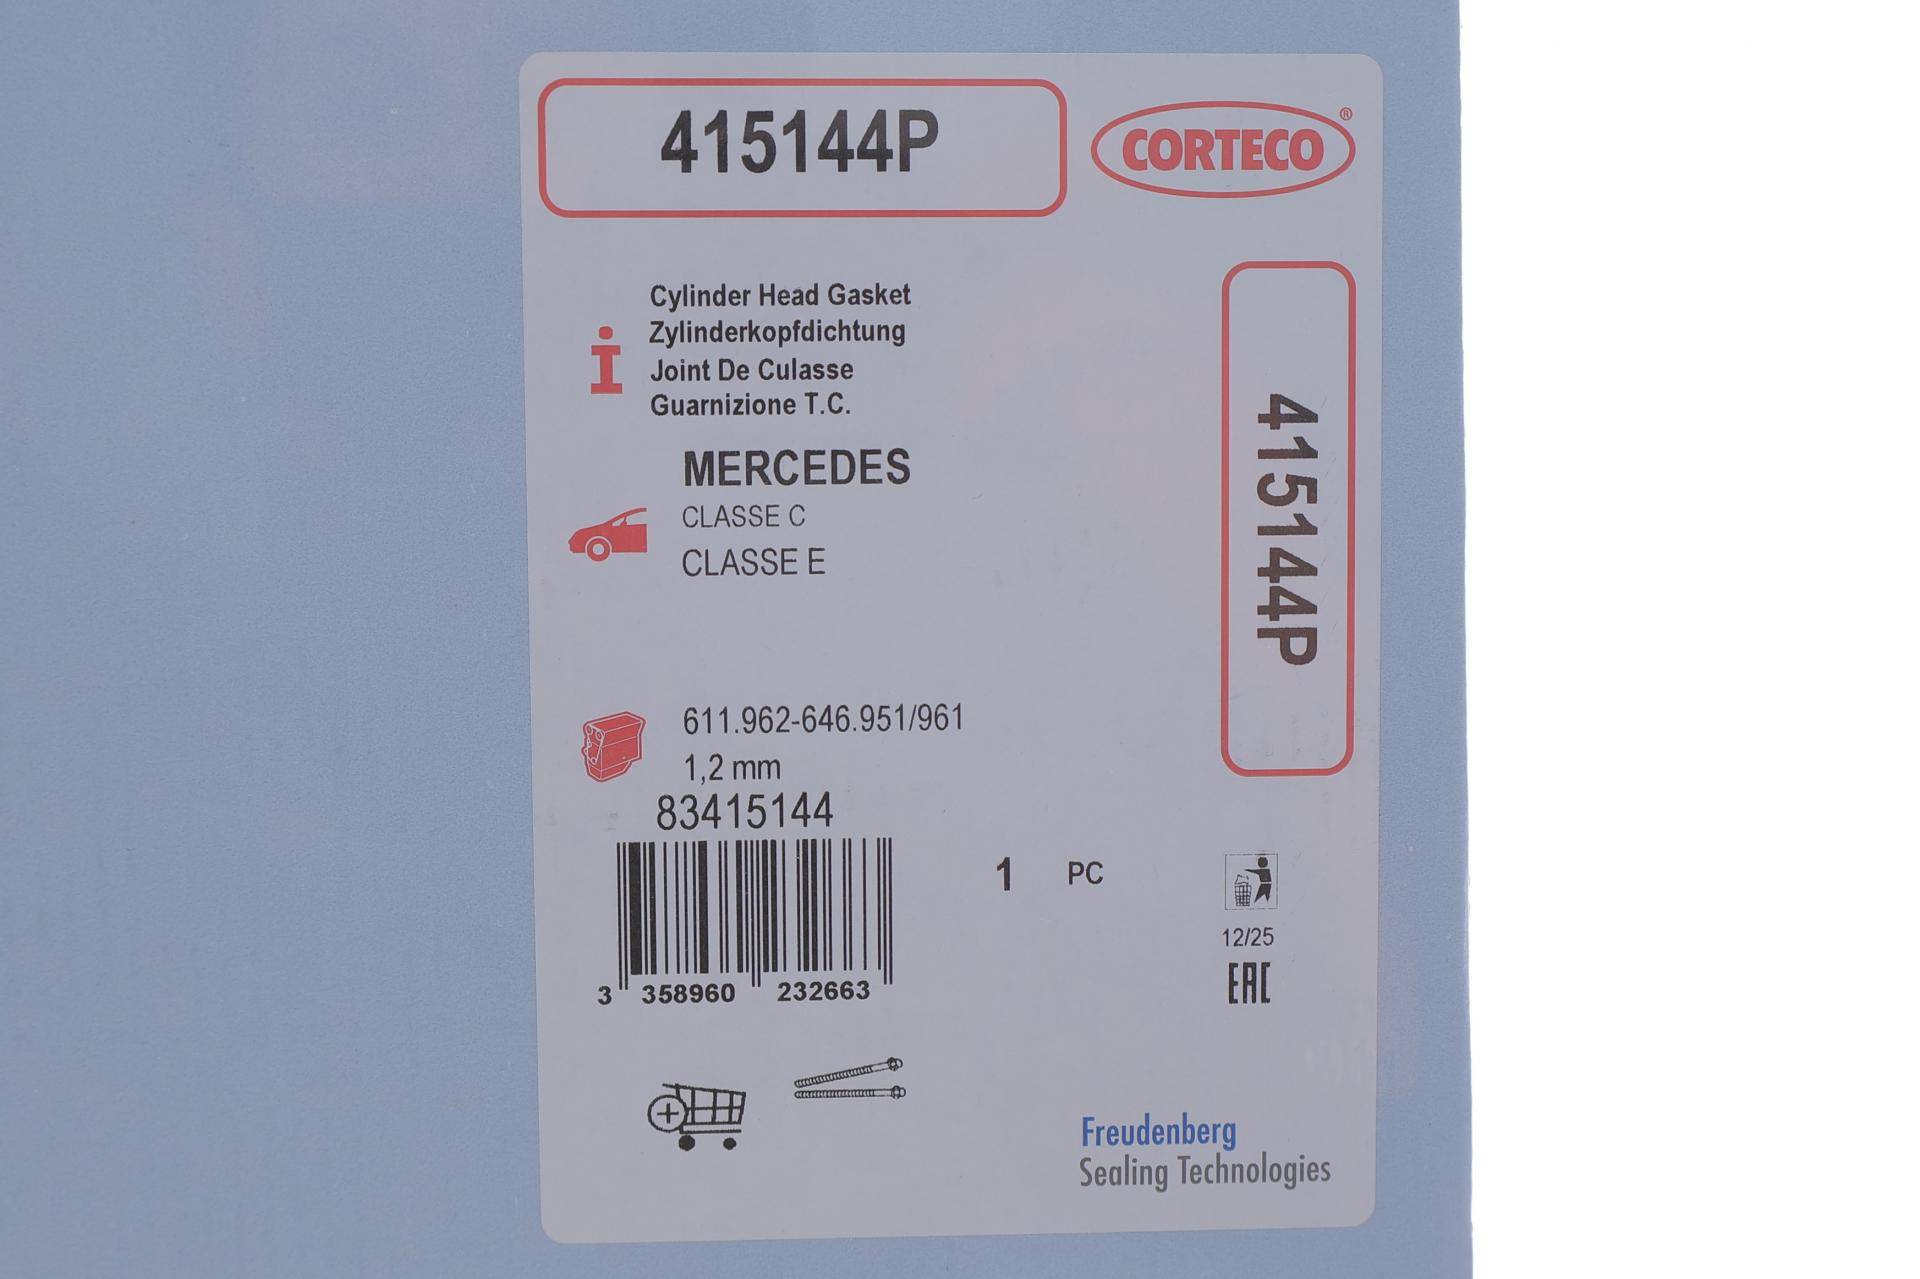 415144P
CORTECO®
Cylinder Head Gasket
Zylinderkopfdichtung
Joint De Culasse
Guarnizione T.C.
MERCEDES
CLASSE C
CLASSE E
415144P
611.962-646.951/961
1,2 mm
83415144
1 PC
3 358960 232663
12/25
EAC
Freudenberg
Sealing Technologies